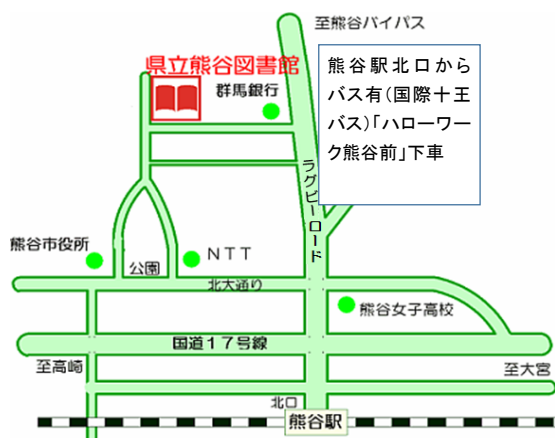 至熊谷バイパス
県立熊谷図書館
群馬銀行
熊谷駅北口から
バス有(国際十王
バス)「ハローワー
ク熊谷前」下車
ラグビーロード
熊谷市役所
公園
NTT
北大通り
熊谷女子高校
国道17号線
至高崎
至大宮
北口
熊谷駅